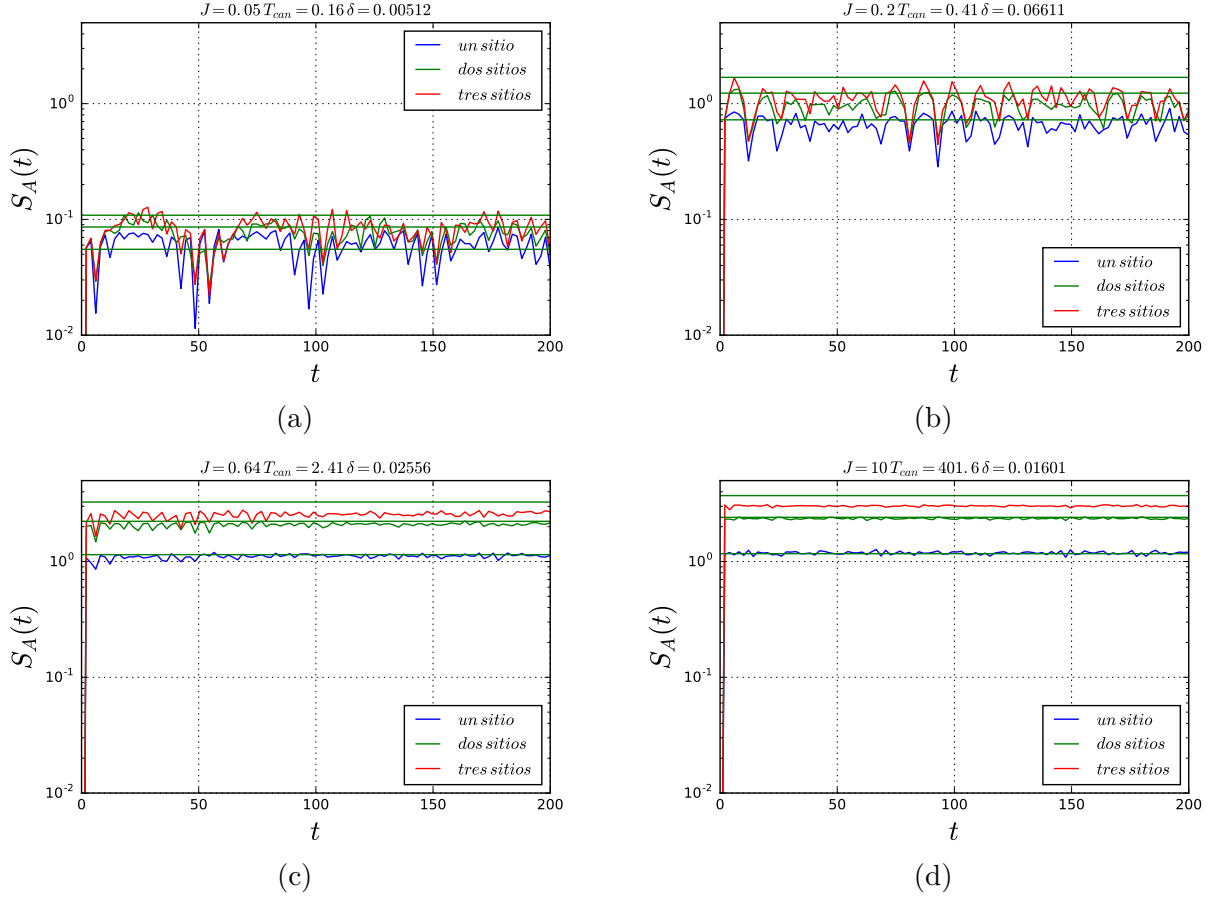 J = 0.05 T_can = 0.16 δ = 0.00512
S_A(t)
10^0
10^-1
10^-2
un sitio
dos sitios
tres sitios
0 50 100 150 200
t
(a)
J = 0.2 T_can = 0.41 δ = 0.06611
S_A(t)
10^0
10^-1
10^-2
un sitio
dos sitios
tres sitios
0 50 100 150 200
t
(b)
J = 0.64 T_can = 2.41 δ = 0.02556
S_A(t)
10^0
10^-1
10^-2
un sitio
dos sitios
tres sitios
0 50 100 150 200
t
(c)
J = 10 T_can = 401.6 δ = 0.01601
S_A(t)
10^0
10^-1
10^-2
un sitio
dos sitios
tres sitios
0 50 100 150 200
t
(d)